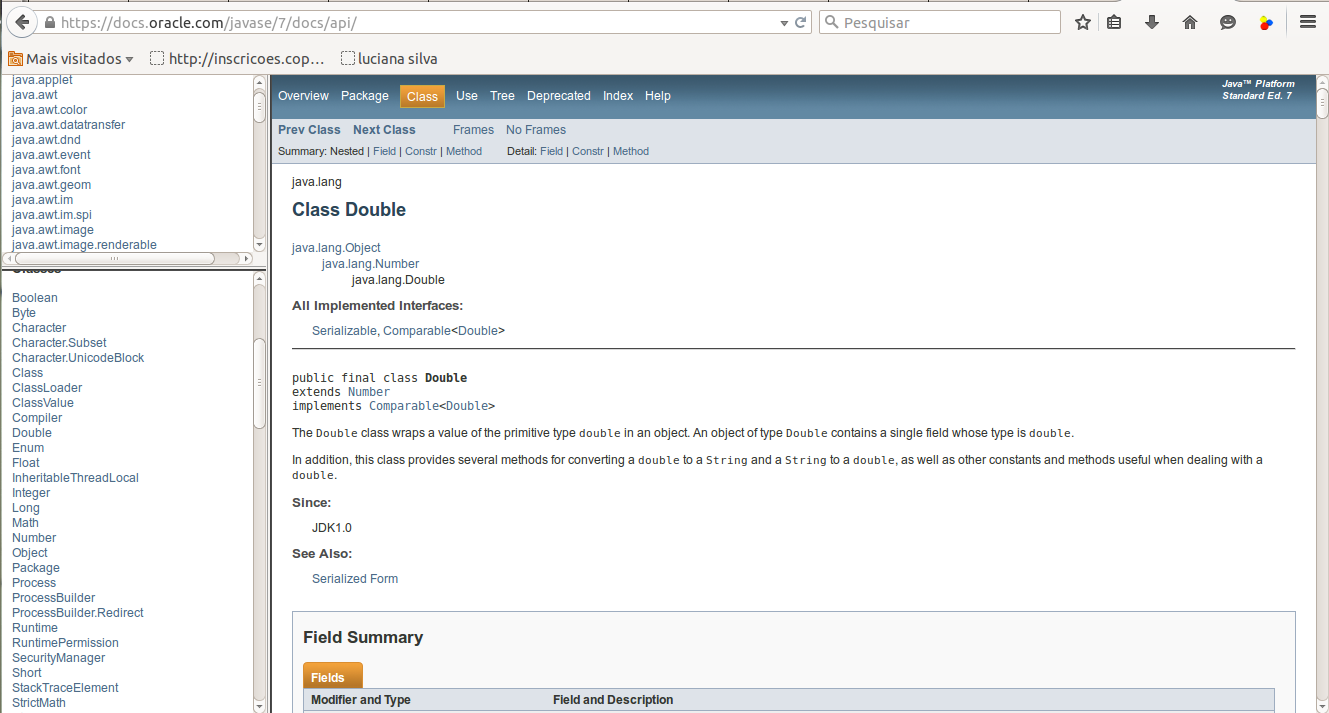 https://docs.oracle.com/javase/7/docs/api/
Pesquisar
Mais visitados
http://inscricoes.cop...
luciana silva
java.applet
java.awt
java.awt.color
java.awt.datatransfer
java.awt.dnd
java.awt.event
java.awt.font
java.awt.geom
java.awt.im
java.awt.im.spi
java.awt.image
java.awt.image.renderable
Classes
Boolean
Byte
Character
Character.Subset
Character.UnicodeBlock
Class
ClassLoader
ClassValue
Compiler
Double
Enum
Float
InheritableThreadLocal
Integer
Long
Math
Number
Object
Package
Process
ProcessBuilder
ProcessBuilder.Redirect
Runtime
RuntimePermission
SecurityManager
Short
StackTraceElement
StrictMath
Overview Package Class Use Tree Deprecated Index Help
Java™ Platform
Standard Ed. 7
Prev Class Next Class Frames No Frames
Summary: Nested | Field | Constr | Method Detail: Field | Constr | Method
java.lang
Class Double
java.lang.Object
java.lang.Number
java.lang.Double
All Implemented Interfaces:
Serializable, Comparable<Double>
public final class Double
extends Number
implements Comparable<Double>
The Double class wraps a value of the primitive type double in an object. An object of type Double contains a single field whose type is double.
In addition, this class provides several methods for converting a double to a String and a String to a double, as well as other constants and methods useful when dealing with a
double.
Since:
JDK1.0
See Also:
Serialized Form
Field Summary
Fields
Modifier and Type Field and Description